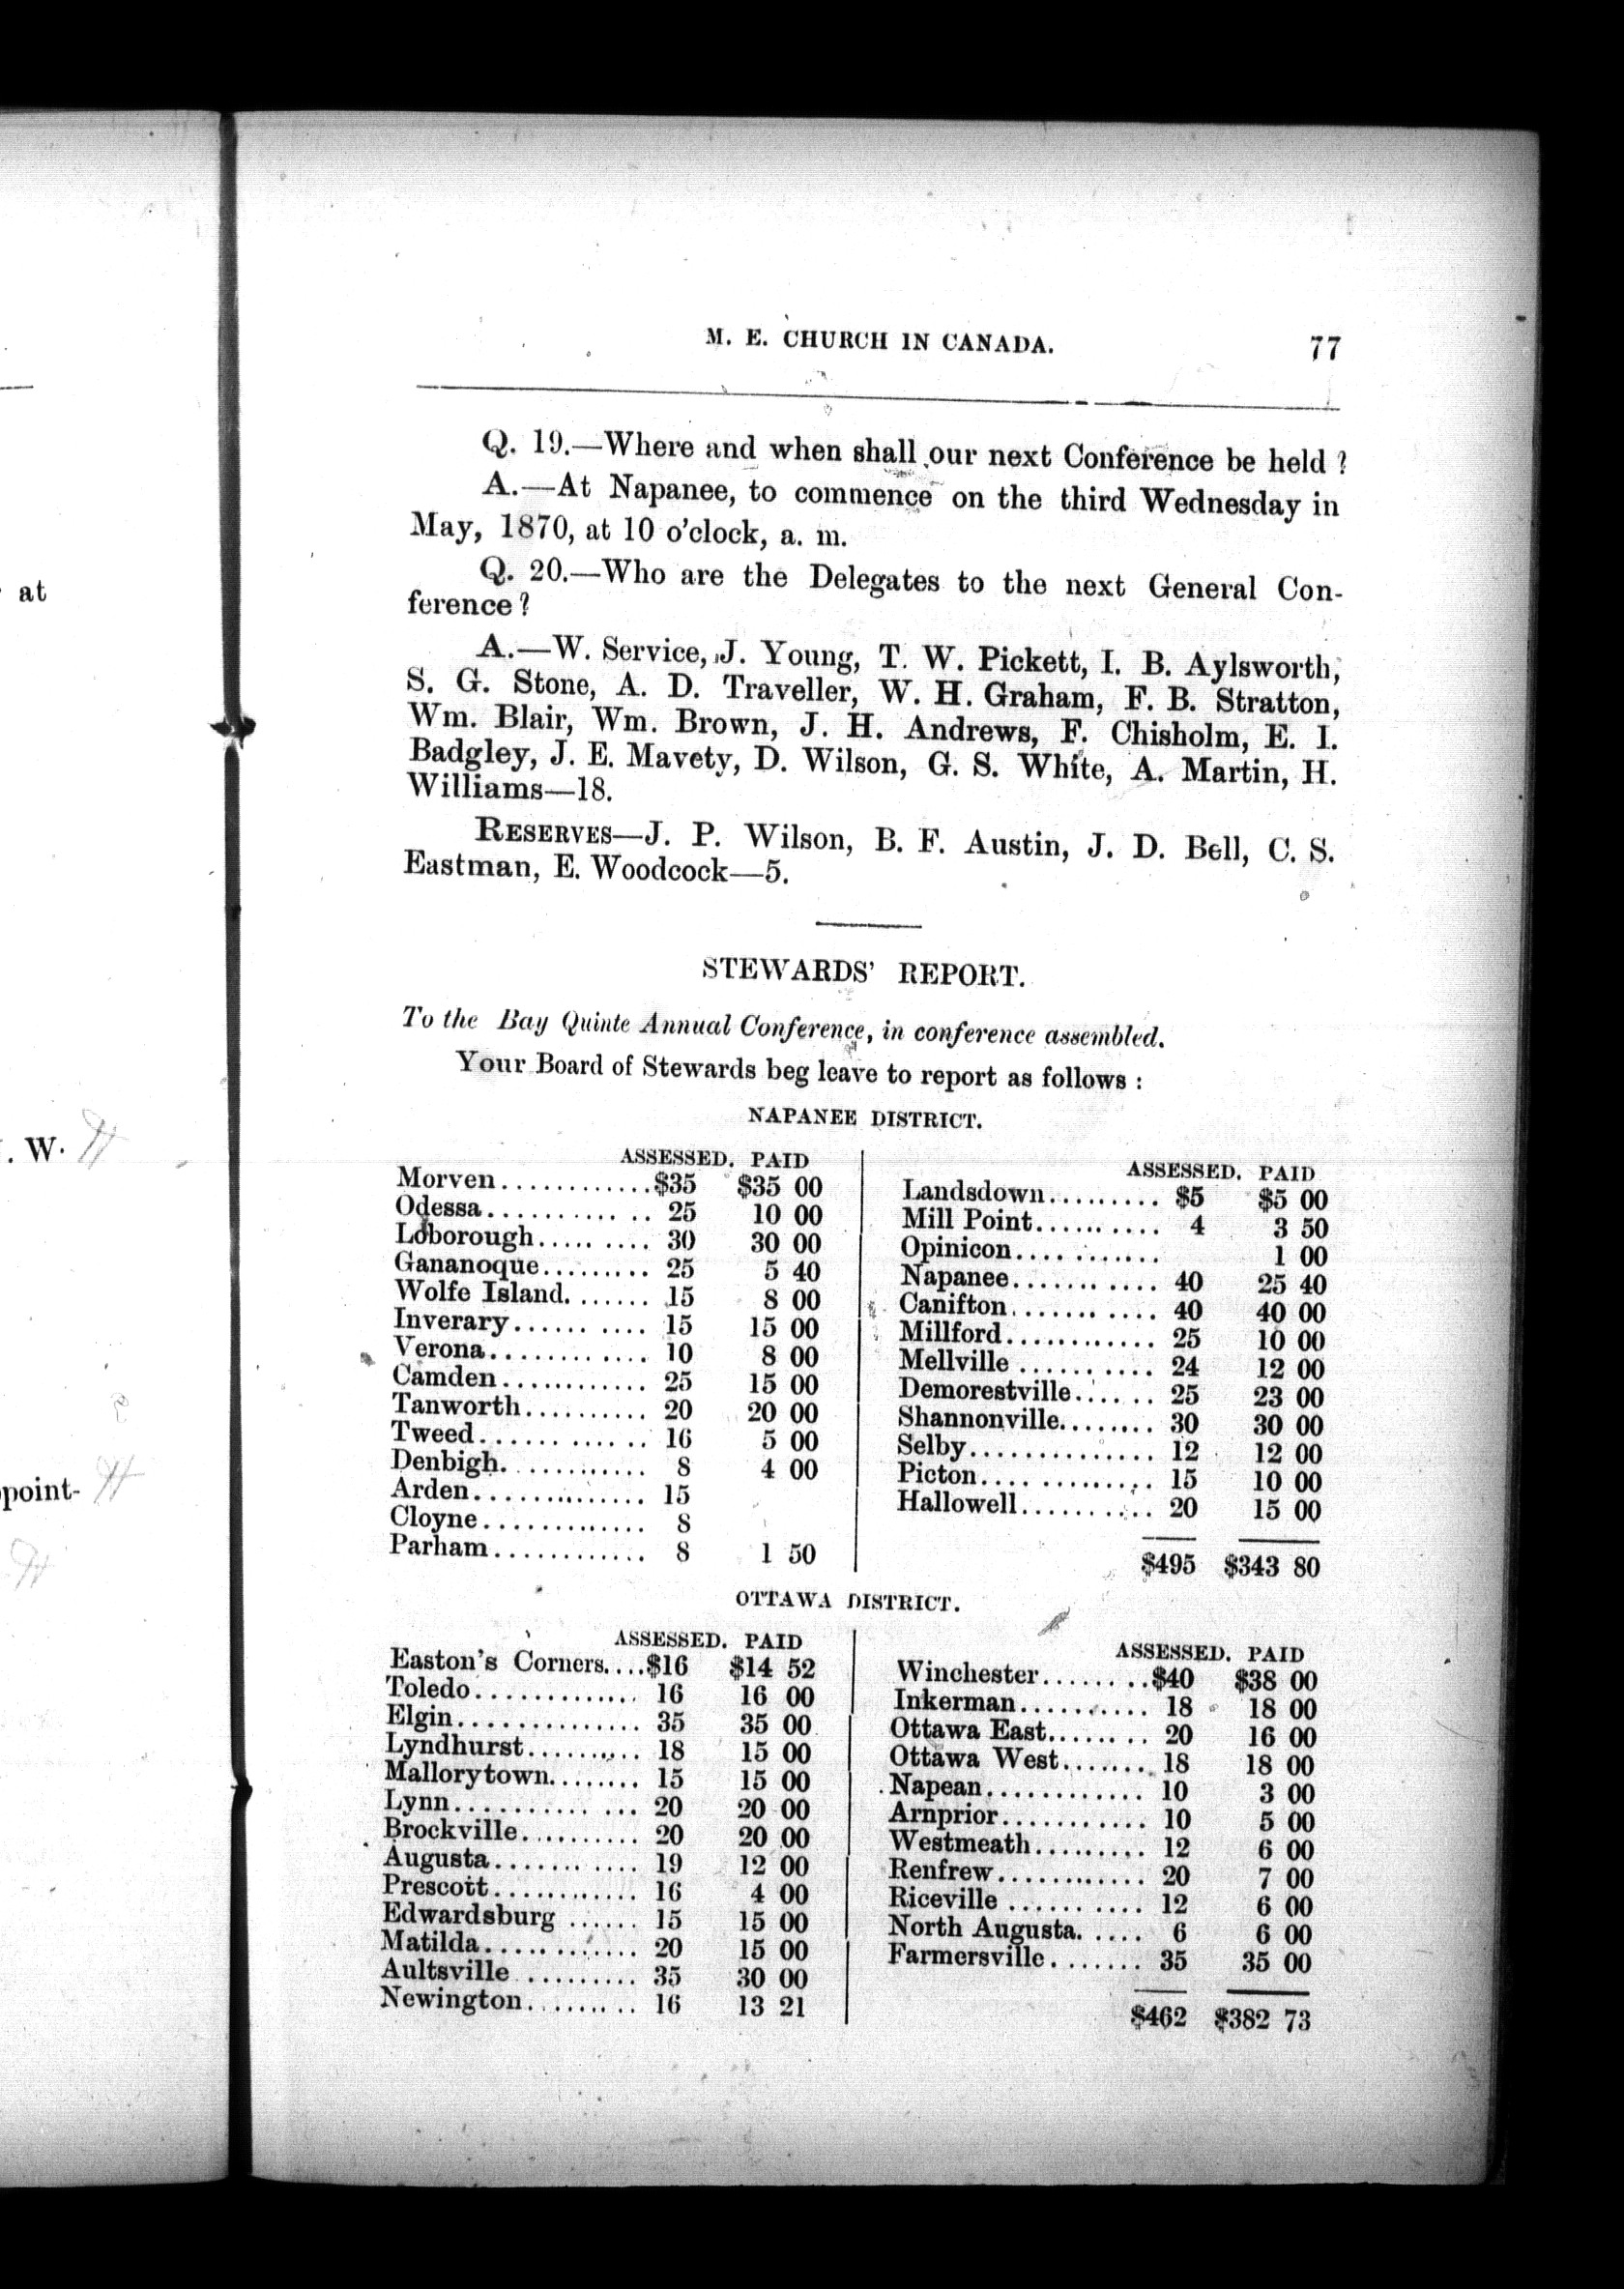 at
. W.
point-
M. E. CHURCH IN CANADA. 77
Q. 19.—Where and when shall our next Conference be held ?
A.—At Napanee, to commence on the third Wednesday in
May, 1870, at 10 o'clock, a. m.
Q. 20.—Who are the Delegates to the next General Con-
ference ?
A.—W. Service, J. Young, T. W. Pickett, I. B. Aylsworth,
S. G. Stone, A. D. Traveller, W. H. Graham, F. B. Stratton,
Wm. Blair, Wm. Brown, J. H. Andrews, F. Chisholm, E. I.
Badgley, J. E. Mavety, D. Wilson, G. S. White, A. Martin, H.
Williams—18.
RESERVES—J. P. Wilson, B. F. Austin, J. D. Bell, C. S.
Eastman, E. Woodcock—5.
STEWARDS' REPORT.
To the Bay Quinte Annual Conference, in conference assembled.
Your Board of Stewards beg leave to report as follows :
NAPANEE DISTRICT.
ASSESSED. PAID
Morven............$35 $35 00
Odessa............ 25 10 00
Loborough......... 30 30 00
Gananoque......... 25 5 40
Wolfe Island....... 15 8 00
Inverary.......... 15 15 00
Verona............ 10 8 00
Camden............ 25 15 00
Tanworth.......... 20 20 00
Tweed............ 16 5 00
Denbigh........... 8 4 00
Arden............. 15
Cloyne............ 8
Parham............ 8 1 50
ASSESSED. PAID
Landsdown......... $5 $5 00
Mill Point.......... 4 3 50
Opinicon............ 1 00
Napanee........... 40 25 40
Canifton........... 40 40 00
Millford............ 25 10 00
Mellville .......... 24 12 00
Demorestville...... 25 23 00
Shannonville........ 30 30 00
Selby.............. 12 12 00
Picton............. 15 10 00
Hallowell.......... 20 15 00
$495 $343 80
OTTAWA DISTRICT.
ASSESSED. PAID
Easton's Corners....$16 $14 52
Toledo............. 16 16 00
Elgin.............. 35 35 00
Lyndhurst.......... 18 15 00
Mallorytown........ 15 15 00
Lynn.............. 20 20 00
Brockville.......... 20 20 00
Augusta............ 19 12 00
Prescott............ 16 4 00
Edwardsburg ...... 15 15 00
Matilda............ 20 15 00
Aultsville ......... 35 30 00
Newington.......... 16 13 21
ASSESSED. PAID
Winchester.........$40 $38 00
Inkerman.......... 18 18 00
Ottawa East........ 20 16 00
Ottawa West....... 18 18 00
Napean............ 10 3 00
Arnprior........... 10 5 00
Westmeath......... 12 6 00
Renfrew............ 20 7 00
Riceville .......... 12 6 00
North Augusta..... 6 6 00
Farmersville....... 35 35 00
$462 $382 73